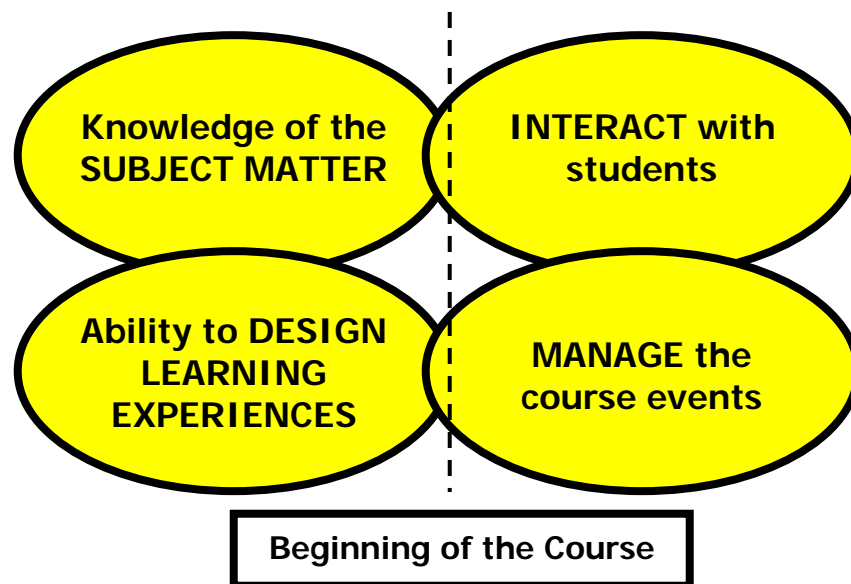 Knowledge of the
SUBJECT MATTER
INTERACT with
students
Ability to DESIGN
LEARNING
EXPERIENCES
MANAGE the
course events
Beginning of the Course